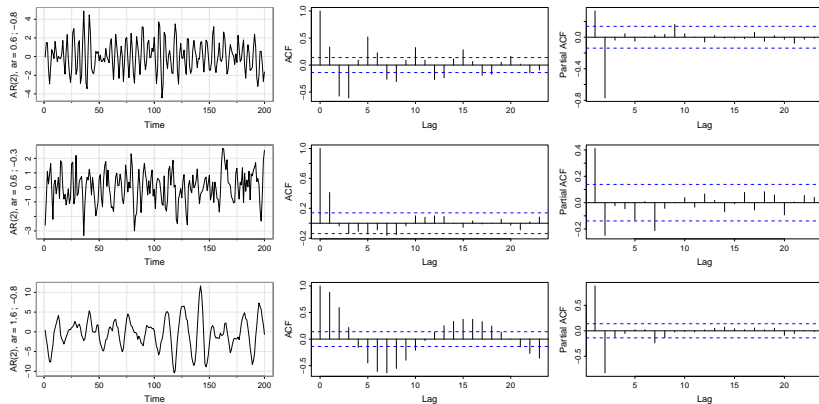 AR(2), ar = 0.6 ; −0.8
−4 −2 0 2 4
0 50 100 150 200
Time
ACF
−0.5 0.0 0.5 1.0
0 5 10 15 20
Lag
Partial ACF
−0.8 −0.4 0.0
5 10 15 20
Lag
AR(2), ar = 0.6 ; −0.3
−3 −1 0 1 2
0 50 100 150 200
Time
ACF
−0.2 0.2 0.6 1.0
0 5 10 15 20
Lag
Partial ACF
−0.2 0.0 0.2 0.4
5 10 15 20
Lag
AR(2), ar = 1.6 ; −0.8
−10 −5 0 5 10
0 50 100 150 200
Time
ACF
−0.5 0.0 0.5 1.0
0 5 10 15 20
Lag
Partial ACF
−0.5 0.0 0.5
5 10 15 20
Lag